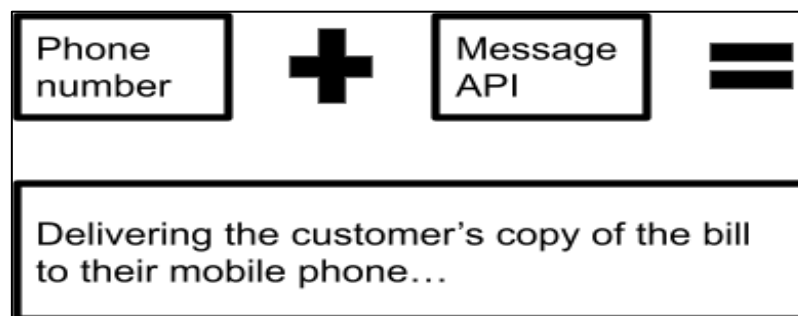 Phone
number
Message
API
Delivering the customer’s copy of the bill
to their mobile phone…